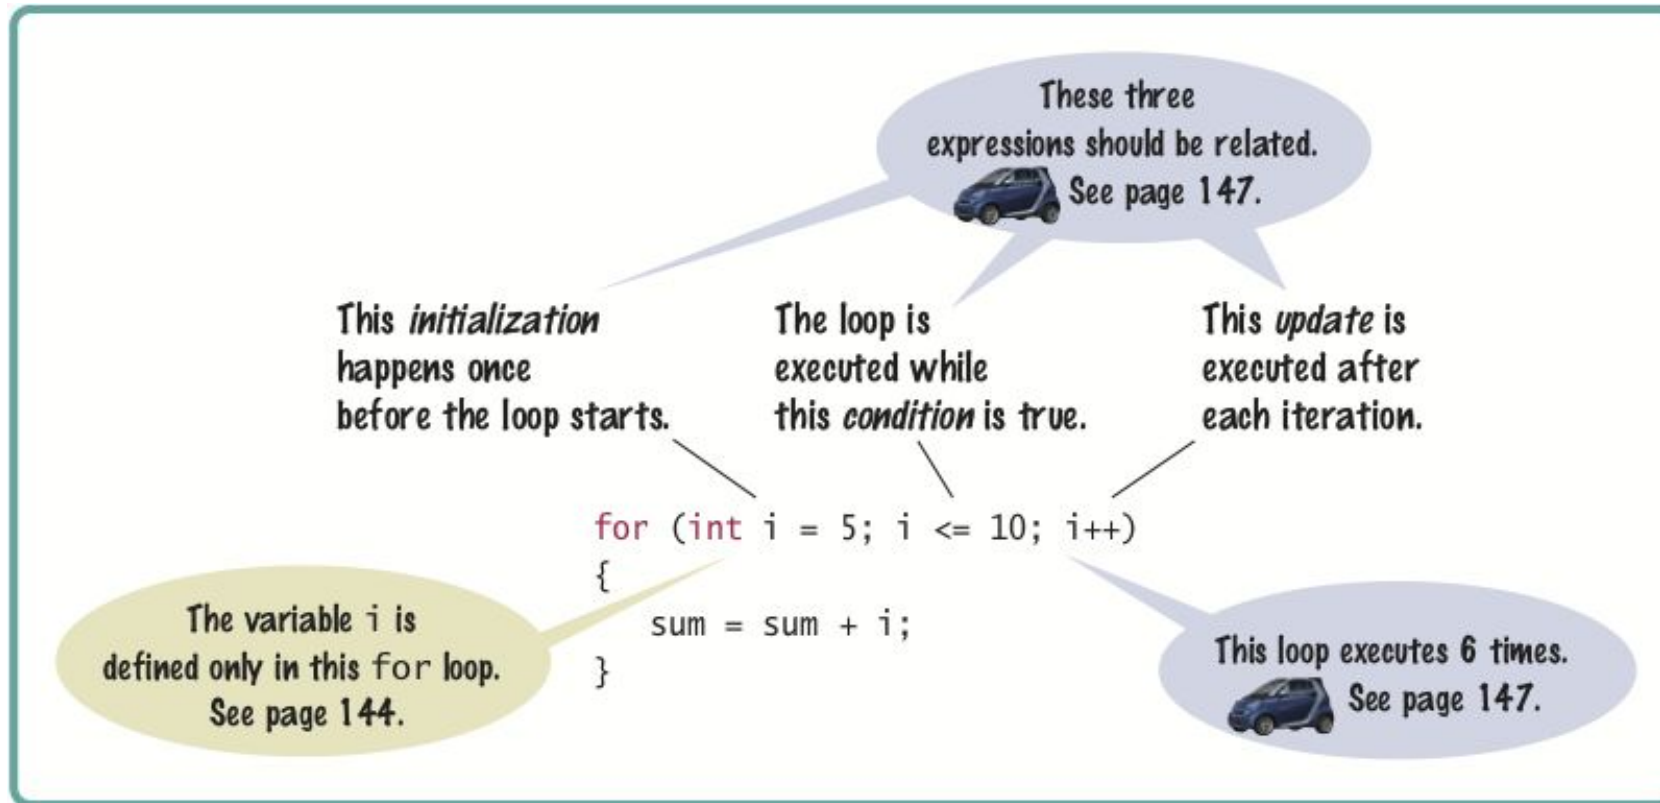 These three
expressions should be related.
See page 147.
This initialization
happens once
before the loop starts.
The loop is
executed while
this condition is true.
This update is
executed after
each iteration.
for (int i = 5; i <= 10; i++)
{
sum = sum + i;
}
The variable i is
defined only in this for loop.
See page 144.
This loop executes 6 times.
See page 147.